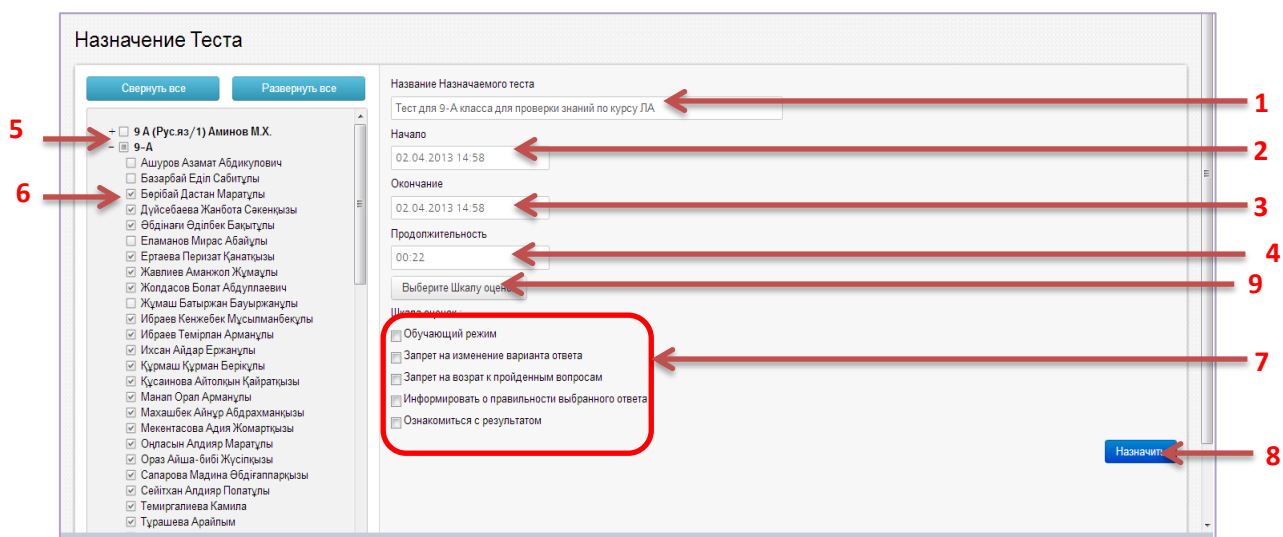 Назначение Теста
Свернуть все
Развернуть все
+ 9 А (Рус.яз/1) Аминов М.Х.
− 9-А
Ашуров Азамат Абдикулович
Базарбай Еділ Сабитұлы
Берібай Дастан Маратұлы
Дүйсебаева Жанбота Сәкенқызы
Әбдінағи Әділбек Бақытұлы
Еламанов Мирас Абайұлы
Ертаева Перизат Қанатқызы
Жавлиев Аманжол Жұмаұлы
Жолдасов Болат Абдуллаевич
Жұмаш Батыржан Бауыржанұлы
Ибраев Кенжебек Мұсылманбекұлы
Ибраев Темірлан Арманұлы
Ихсан Айдар Ержанұлы
Құрмаш Құрман Берікұлы
Құсаинова Айтолқын Қайратқызы
Манап Орал Арманұлы
Махашбек Айнұр Абдрахманқызы
Мекентасова Адия Жомартқызы
Оңласын Алдияр Маратұлы
Ораз Айша-бибі Жүсіпқызы
Сапарова Мадина Әбдіғаппарқызы
Сейітхан Алдияр Полатұлы
Темиргалиева Камила
Тұрашева Арайлым
Название Назначаемого теста
Тест для 9-А класса для проверки знаний по курсу ЛА
Начало
02.04.2013 14:58
Окончание
02.04.2013 14:58
Продолжительность
00:22
Выберите Шкалу оценок
Шкала оценок :
Обучающий режим
Запрет на изменение варианта ответа
Запрет на возрат к пройденным вопросам
Информировать о правильности выбранного ответа
Ознакомиться с результатом
Назначить
1
2
3
4
9
7
8
5
6